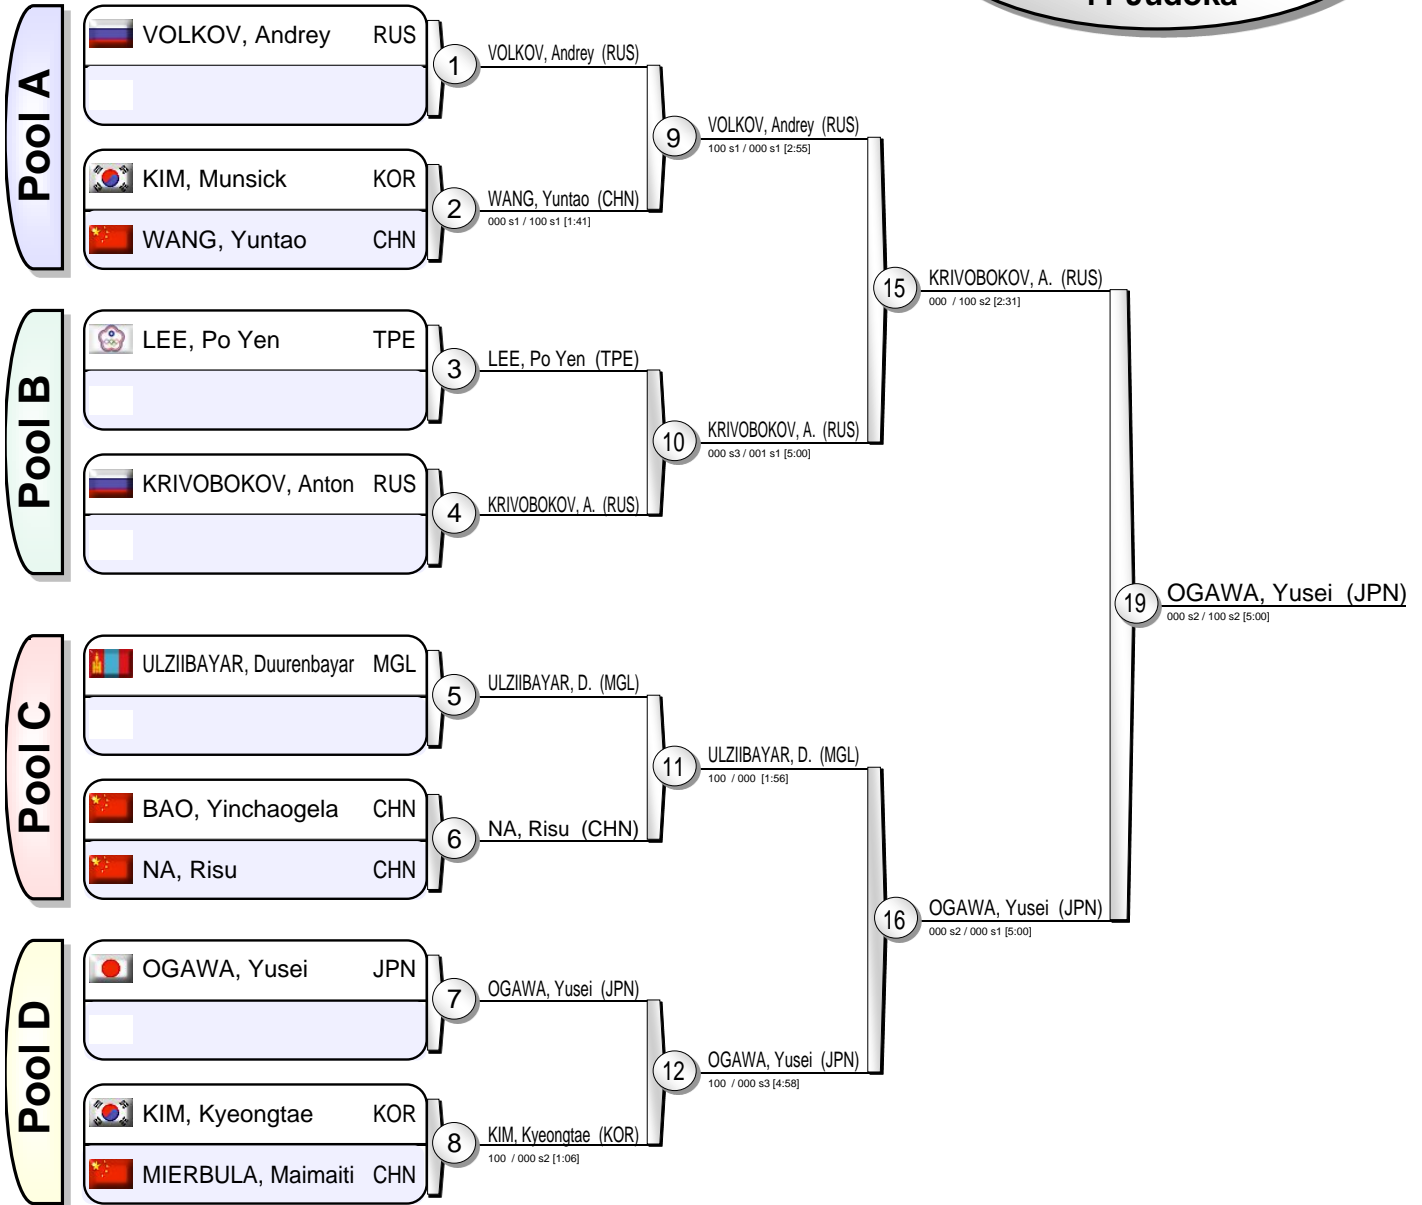 11 Judoka
Pool A
VOLKOV, Andrey RUS
KIM, Munsick KOR
WANG, Yuntao CHN
1
VOLKOV, Andrey (RUS)
2
WANG, Yuntao (CHN)
000 s1 / 100 s1 [1:41]
9
VOLKOV, Andrey (RUS)
100 s1 / 000 s1 [2:55]
Pool B
LEE, Po Yen TPE
KRIVOBOKOV, Anton RUS
3
LEE, Po Yen (TPE)
4
KRIVOBOKOV, A. (RUS)
10
KRIVOBOKOV, A. (RUS)
000 s3 / 001 s1 [5:00]
15
KRIVOBOKOV, A. (RUS)
000 / 100 s2 [2:31]
Pool C
ULZIIBAYAR, Duurenbayar MGL
BAO, Yinchaogela CHN
NA, Risu CHN
5
ULZIIBAYAR, D. (MGL)
6
NA, Risu (CHN)
11
ULZIIBAYAR, D. (MGL)
100 / 000 [1:56]
Pool D
OGAWA, Yusei JPN
KIM, Kyeongtae KOR
MIERBULA, Maimaiti CHN
7
OGAWA, Yusei (JPN)
8
KIM, Kyeongtae (KOR)
100 / 000 s2 [1:06]
12
OGAWA, Yusei (JPN)
100 / 000 s3 [4:58]
16
OGAWA, Yusei (JPN)
000 s2 / 000 s1 [5:00]
19
OGAWA, Yusei (JPN)
000 s2 / 100 s2 [5:00]